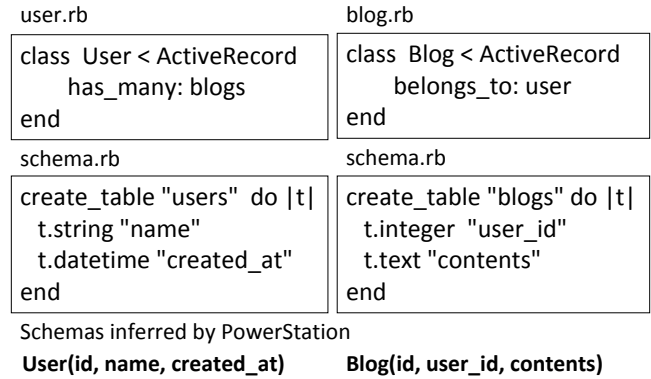 user.rb
class User < ActiveRecord
has_many: blogs
end
schema.rb
create_table "users" do |t|
t.string "name"
t.datetime "created_at"
end
blog.rb
class Blog < ActiveRecord
belongs_to: user
end
schema.rb
create_table "blogs" do |t|
t.integer "user_id"
t.text "contents"
end
Schemas inferred by PowerStation
User(id, name, created_at)
Blog(id, user_id, contents)